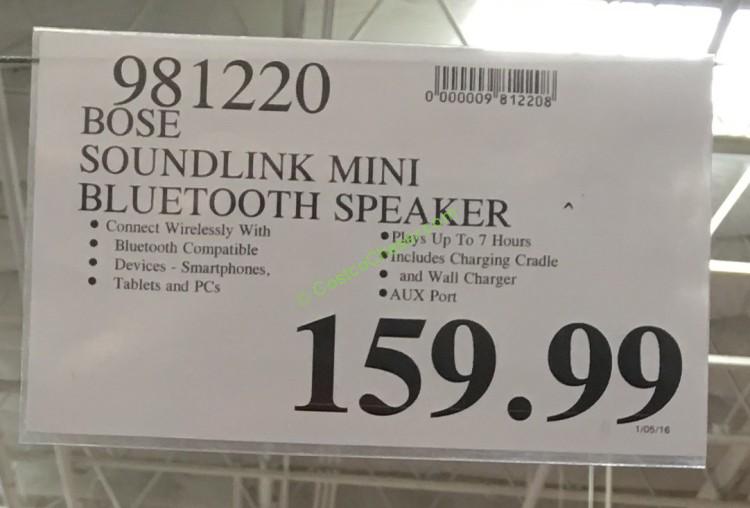 981220
0 000009 812208
BOSE
SOUNDLINK MINI
BLUETOOTH SPEAKER
• Connect Wirelessly With
• Bluetooth Compatible
• Devices - Smartphones,
• Tablets and PCs
• Plays Up To 7 Hours
• Includes Charging Cradle
• and Wall Charger
• AUX Port
159.99
1/05/16